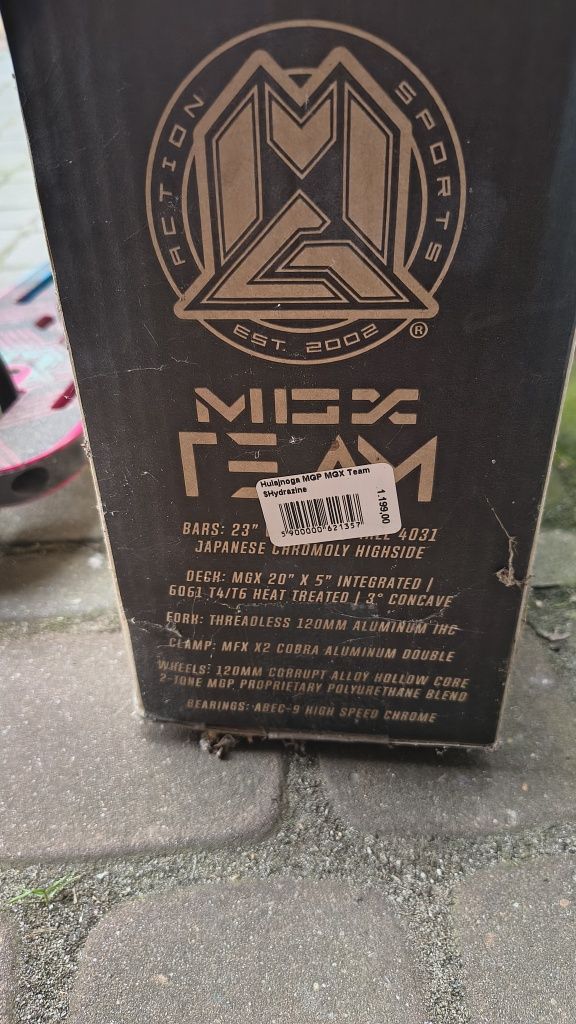 ACTION SPORTS
EST. 2002
®
MGX
TEAM
Hulajnoga MGP MGX Team
SHydrazine
1199,00
5 900000 621357
BARS: 23" 4031
JAPANESE CHROMOLY HIGHSIDE
DECK: MGX 20" X 5" INTEGRATED |
6061 T4/T6 HEAT TREATED | 3° CONCAVE
FORK: THREADLESS 120MM ALUMINUM IHC
CLAMP: MFX X2 COBRA ALUMINUM DOUBLE
WHEELS: 120MM CORRUPT ALLOY HOLLOW CORE
2-TONE MGP PROPRIETARY POLYURETHANE BLEND
BEARINGS: ABEC-9 HIGH SPEED CHROME